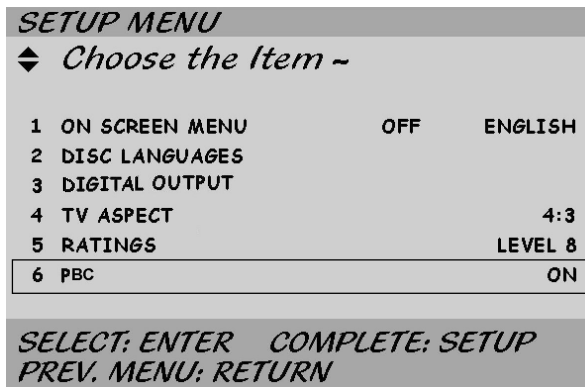 SETUP MENU
Choose the Item ~
1 ON SCREEN MENU OFF ENGLISH
2 DISC LANGUAGES
3 DIGITAL OUTPUT
4 TV ASPECT 4:3
5 RATINGS LEVEL 8
6 PBC ON
SELECT: ENTER COMPLETE: SETUP
PREV. MENU: RETURN